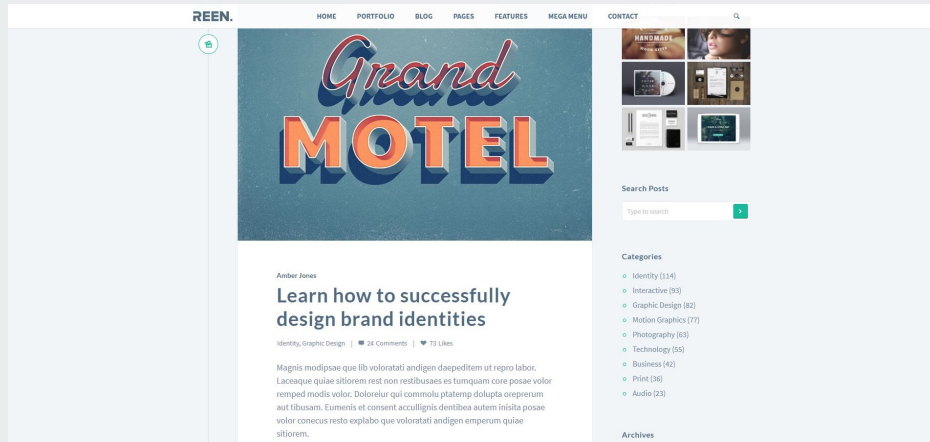 REEN.
HOME PORTFOLIO BLOG PAGES FEATURES MEGA MENU CONTACT
Grand
MOTEL
HANDMADE
Amber Jones
Learn how to successfully
design brand identities
Identity, Graphic Design | 24 Comments | 73 Likes
Magnis modipsae que lib voloratati andigen daepeditem ut repro labor.
Laceaque quiae sitiorem rest non restibusaes es tumquam core posae volor
remped modis volor. Doloreiur qui commolu ptatemp dolupta oreprerum
aut tibusam. Eumenis et consent accullignis dentibea autem inisita posae
volor conecus resto explabo que voloratati andigen emperum quiae
sitiorem.
Search Posts
Type to search
Categories
Identity (114)
Interactive (93)
Graphic Design (82)
Motion Graphics (77)
Photography (63)
Technology (55)
Business (42)
Print (36)
Audio (23)
Archives